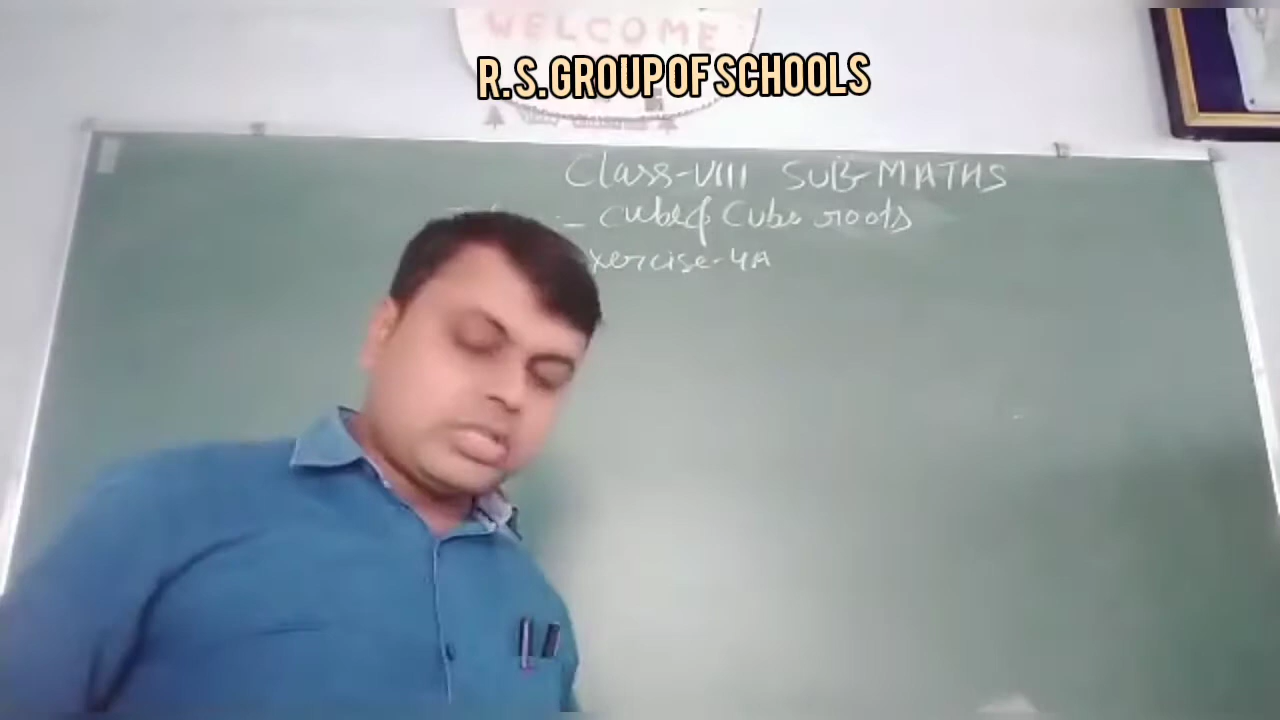 WELCOME
R. S. GROUP OF SCHOOLS
Class-VIII SUB-MATHS
- Cube & Cube roots
xercise-4A